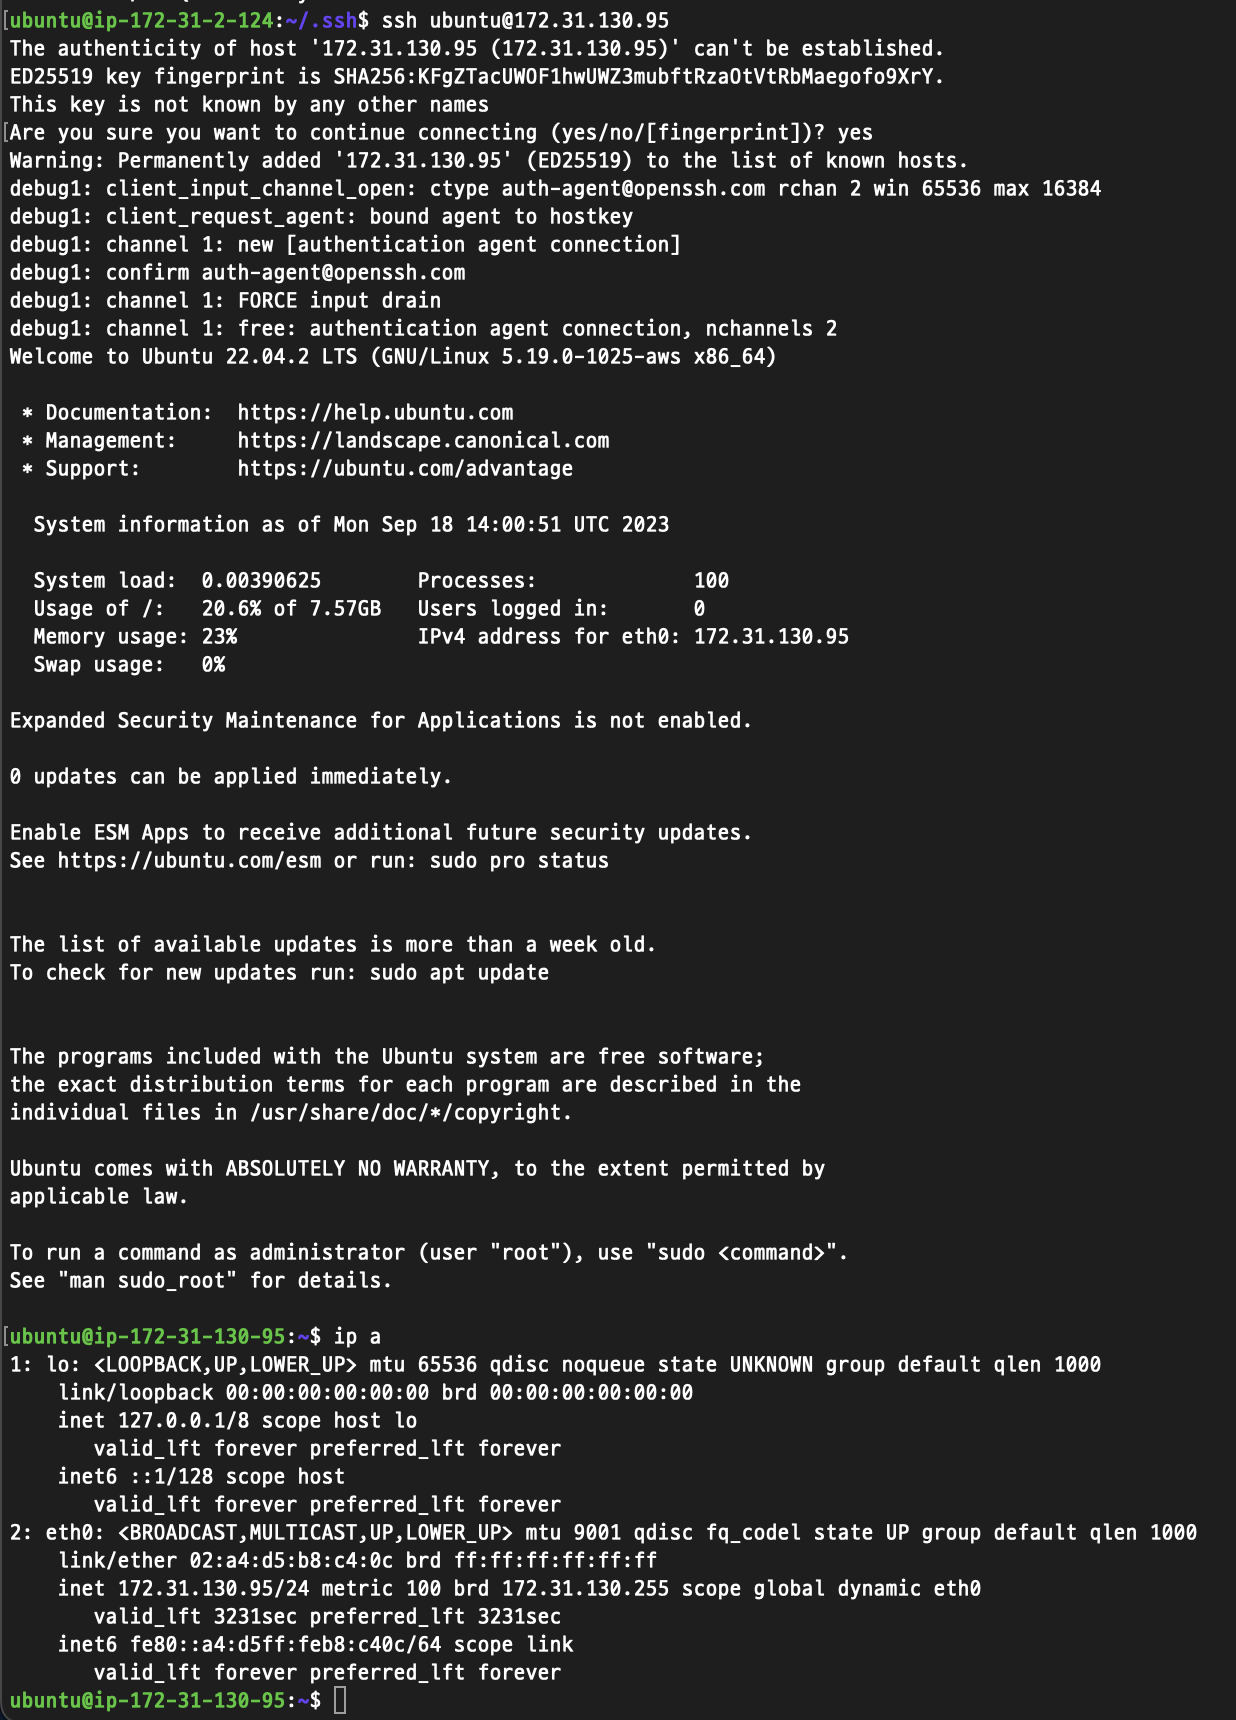 [ubuntu@ip-172-31-2-124:~/.ssh$ ssh ubuntu@172.31.130.95
The authenticity of host '172.31.130.95 (172.31.130.95)' can't be established.
ED25519 key fingerprint is SHA256:KFgZTacUWOF1hwUWZ3mubftRzaOtVtRbMaegofo9XrY.
This key is not known by any other names
[Are you sure you want to continue connecting (yes/no/[fingerprint])? yes
Warning: Permanently added '172.31.130.95' (ED25519) to the list of known hosts.
debug1: client_input_channel_open: ctype auth-agent@openssh.com rchan 2 win 65536 max 16384
debug1: client_request_agent: bound agent to hostkey
debug1: channel 1: new [authentication agent connection]
debug1: confirm auth-agent@openssh.com
debug1: channel 1: FORCE input drain
debug1: channel 1: free: authentication agent connection, nchannels 2
Welcome to Ubuntu 22.04.2 LTS (GNU/Linux 5.19.0-1025-aws x86_64)
* Documentation:  https://help.ubuntu.com
* Management:     https://landscape.canonical.com
* Support:        https://ubuntu.com/advantage
System information as of Mon Sep 18 14:00:51 UTC 2023
System load:  0.00390625        Processes:             100
Usage of /:   20.6% of 7.57GB   Users logged in:       0
Memory usage: 23%               IPv4 address for eth0: 172.31.130.95
Swap usage:   0%
Expanded Security Maintenance for Applications is not enabled.
0 updates can be applied immediately.
Enable ESM Apps to receive additional future security updates.
See https://ubuntu.com/esm or run: sudo pro status
The list of available updates is more than a week old.
To check for new updates run: sudo apt update
The programs included with the Ubuntu system are free software;
the exact distribution terms for each program are described in the
individual files in /usr/share/doc/*/copyright.
Ubuntu comes with ABSOLUTELY NO WARRANTY, to the extent permitted by
applicable law.
To run a command as administrator (user "root"), use "sudo <command>".
See "man sudo_root" for details.
[ubuntu@ip-172-31-130-95:~$ ip a
1: lo: <LOOPBACK,UP,LOWER_UP> mtu 65536 qdisc noqueue state UNKNOWN group default qlen 1000
link/loopback 00:00:00:00:00:00 brd 00:00:00:00:00:00
inet 127.0.0.1/8 scope host lo
valid_lft forever preferred_lft forever
inet6 ::1/128 scope host
valid_lft forever preferred_lft forever
2: eth0: <BROADCAST,MULTICAST,UP,LOWER_UP> mtu 9001 qdisc fq_codel state UP group default qlen 1000
link/ether 02:a4:d5:b8:c4:0c brd ff:ff:ff:ff:ff:ff
inet 172.31.130.95/24 metric 100 brd 172.31.130.255 scope global dynamic eth0
valid_lft 3231sec preferred_lft 3231sec
inet6 fe80::a4:d5ff:feb8:c40c/64 scope link
valid_lft forever preferred_lft forever
ubuntu@ip-172-31-130-95:~$